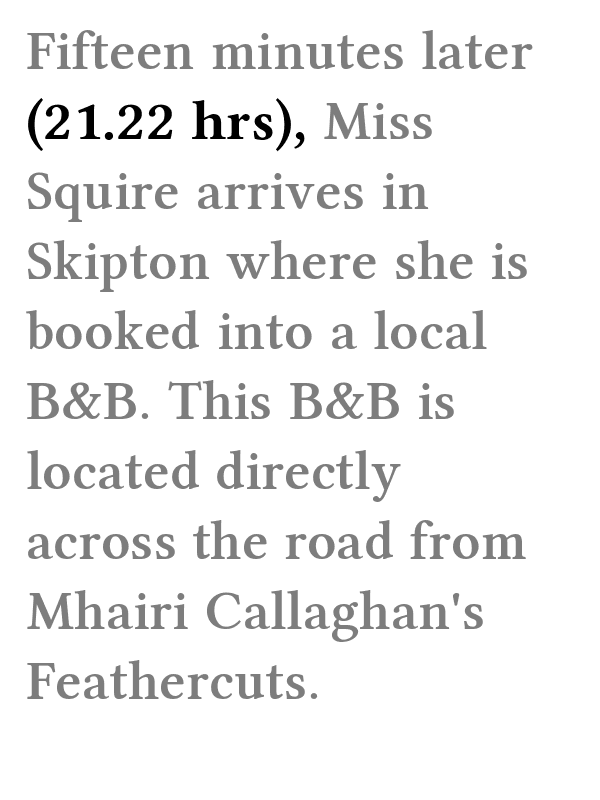 Fifteen minutes later
(21.22 hrs), Miss
Squire arrives in
Skipton where she is
booked into a local
B&B. This B&B is
located directly
across the road from
Mhairi Callaghan's
Feathercuts.